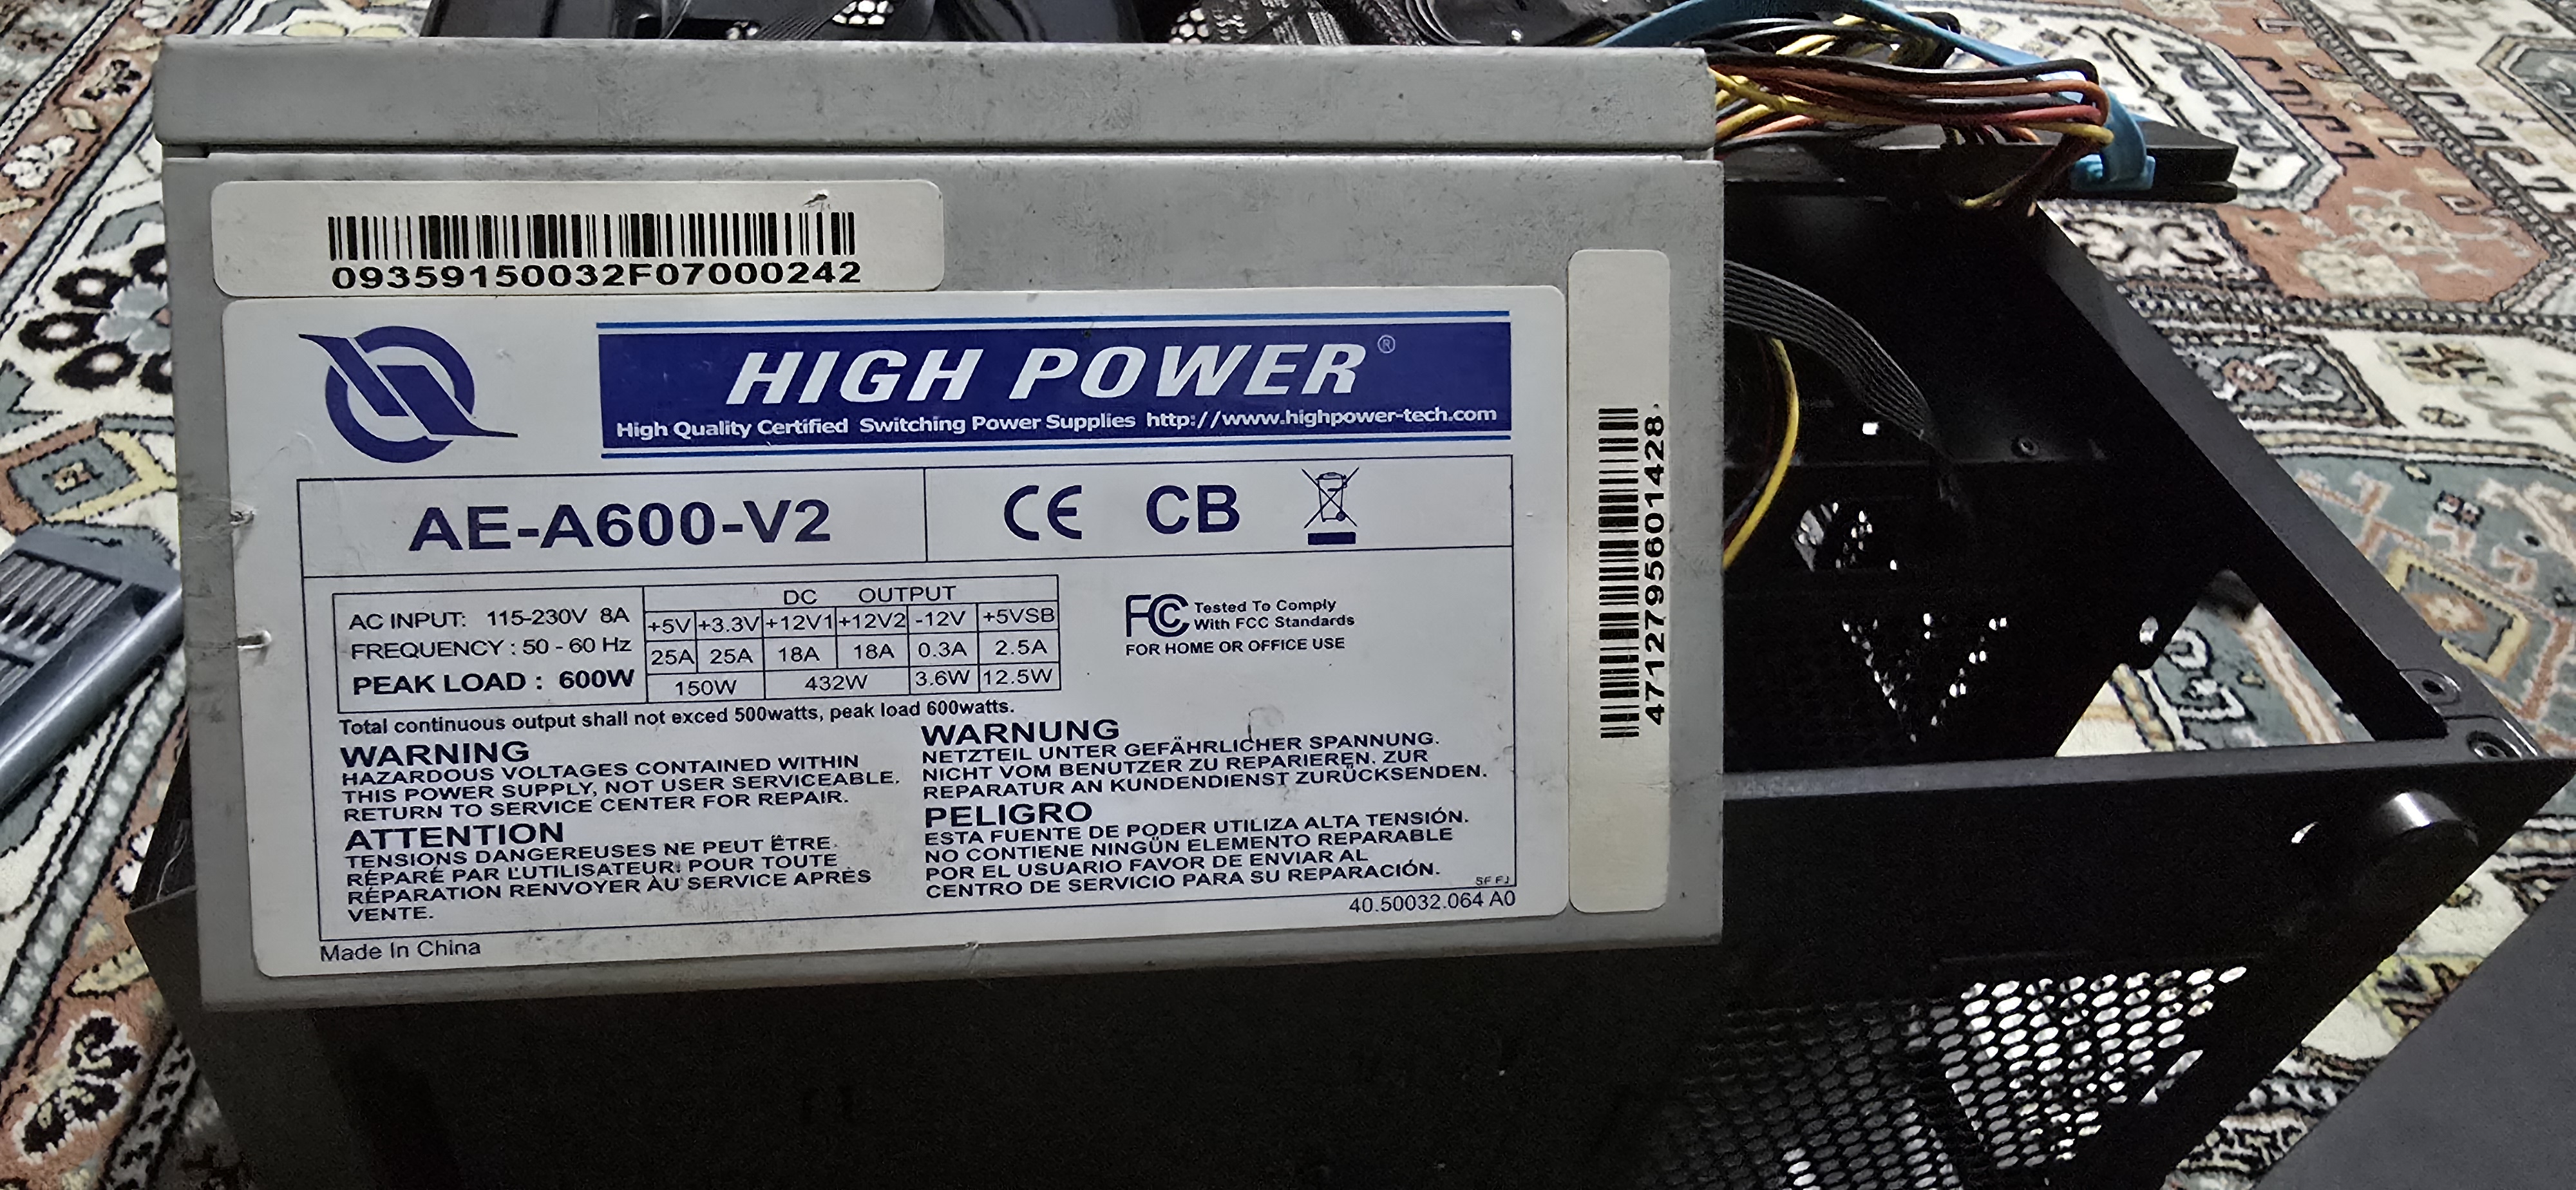 09359150032F07000242
HIGH POWER®
High Quality Certified Switching Power Supplies http://www.highpower-tech.com
AE-A600-V2
CE CB
AC INPUT: 115-230V 8A
FREQUENCY : 50 - 60 Hz
PEAK LOAD : 600W
DC OUTPUT
+5V +3.3V +12V1 +12V2 -12V +5VSB
25A 25A 18A 18A 0.3A 2.5A
150W 432W 3.6W 12.5W
FC Tested To Comply
With FCC Standards
FOR HOME OR OFFICE USE
Total continuous output shall not exced 500watts, peak load 600watts.
WARNING
HAZARDOUS VOLTAGES CONTAINED WITHIN
THIS POWER SUPPLY, NOT USER SERVICEABLE.
RETURN TO SERVICE CENTER FOR REPAIR.
ATTENTION
TENSIONS DANGEREUSES NE PEUT ÊTRE
RÉPARÉ PAR L'UTILISATEUR. POUR TOUTE
RÉPARATION RENVOYER AU SERVICE APRÈS
VENTE.
WARNUNG
NETZTEIL UNTER GEFÄHRLICHER SPANNUNG.
NICHT VOM BENUTZER ZU REPARIEREN. ZUR
REPARATUR AN KUNDENDIENST ZURÜCKSENDEN.
PELIGRO
ESTA FUENTE DE PODER UTILIZA ALTA TENSIÓN.
NO CONTIENE NINGÚN ELEMENTO REPARABLE
POR EL USUARIO FAVOR DE ENVIAR AL
CENTRO DE SERVICIO PARA SU REPARACIÓN.
SF FJ
40.50032.064 A0
Made In China
4712795601428